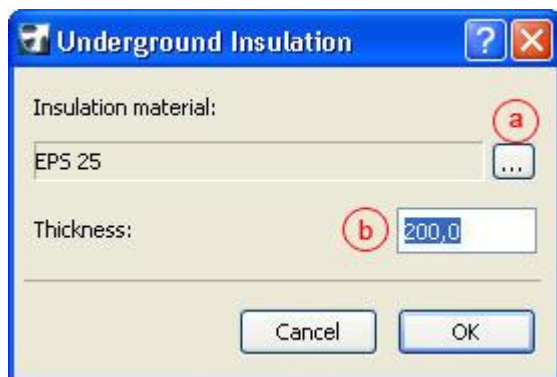 Underground Insulation
Insulation material:
a
EPS 25
...
Thickness:
b
200,0
Cancel
OK